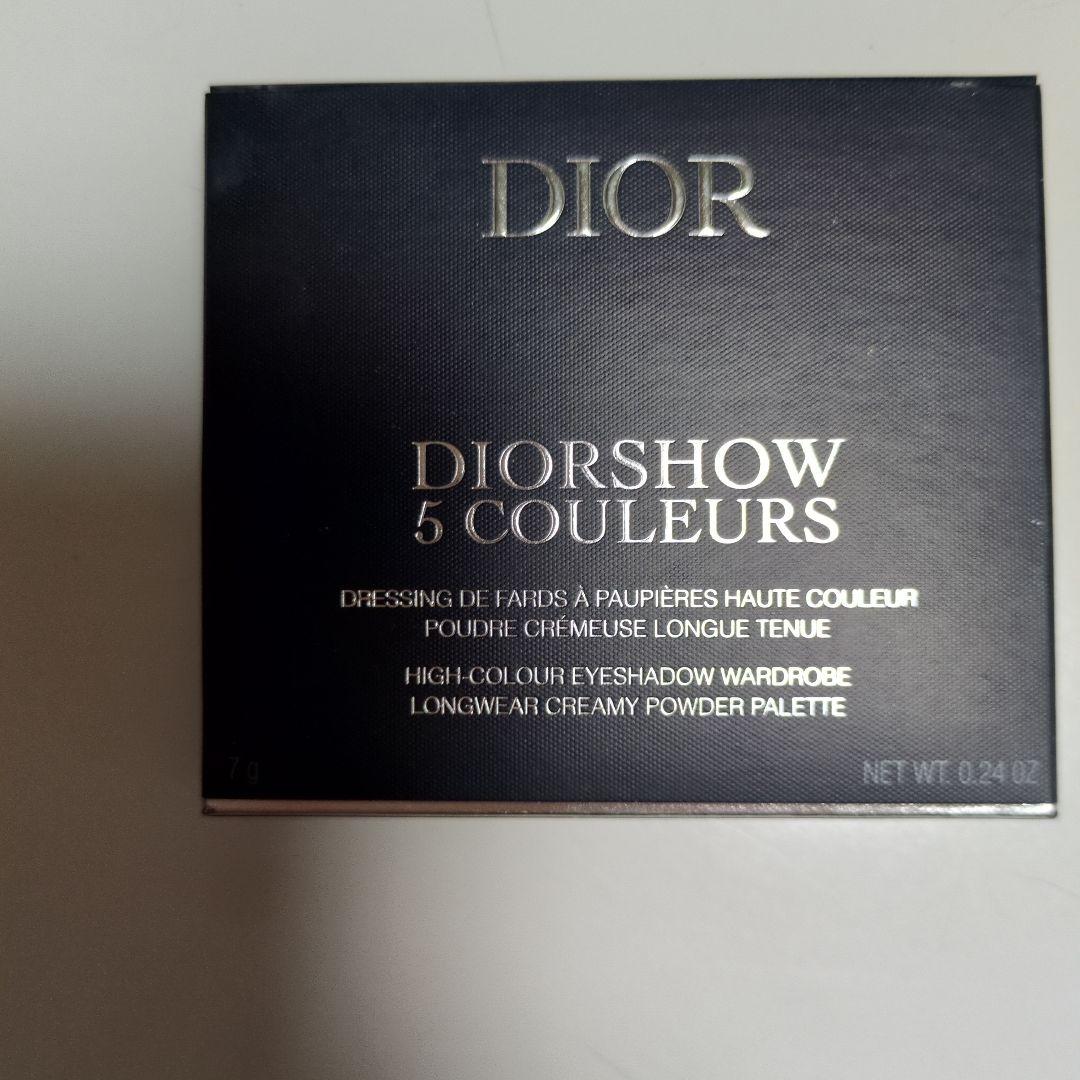 DIOR
DIORSHOW
5 COULEURS
DRESSING DE FARDS À PAUPIÈRES HAUTE COULEUR
POUDRE CRÉMEUSE LONGUE TENUE
HIGH-COLOUR EYESHADOW WARDROBE
LONGWEAR CREAMY POWDER PALETTE
7 g NET WT. 0.24 OZ